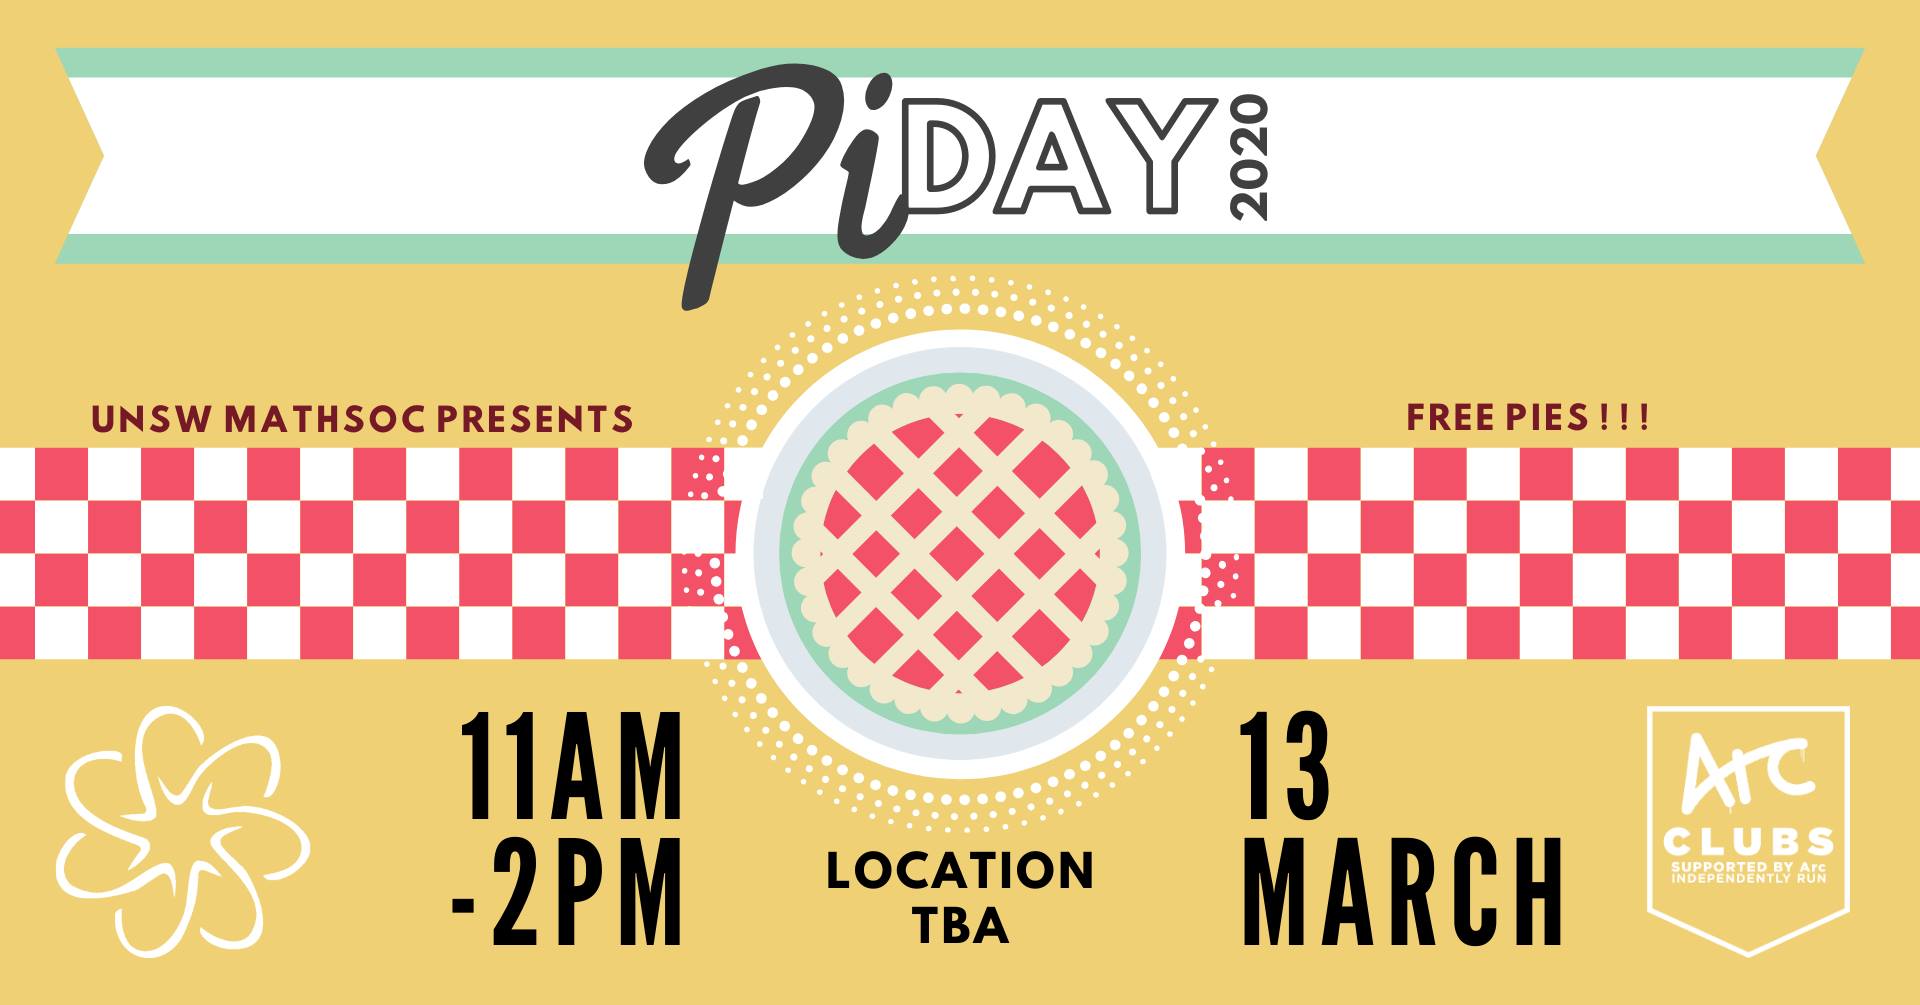 Pi DAY 2020
UNSW MATHSOC PRESENTS
FREE PIES !!!
11AM
-2PM
LOCATION
TBA
13
MARCH
Arc
CLUBS
SUPPORTED BY Arc
INDEPENDENTLY RUN